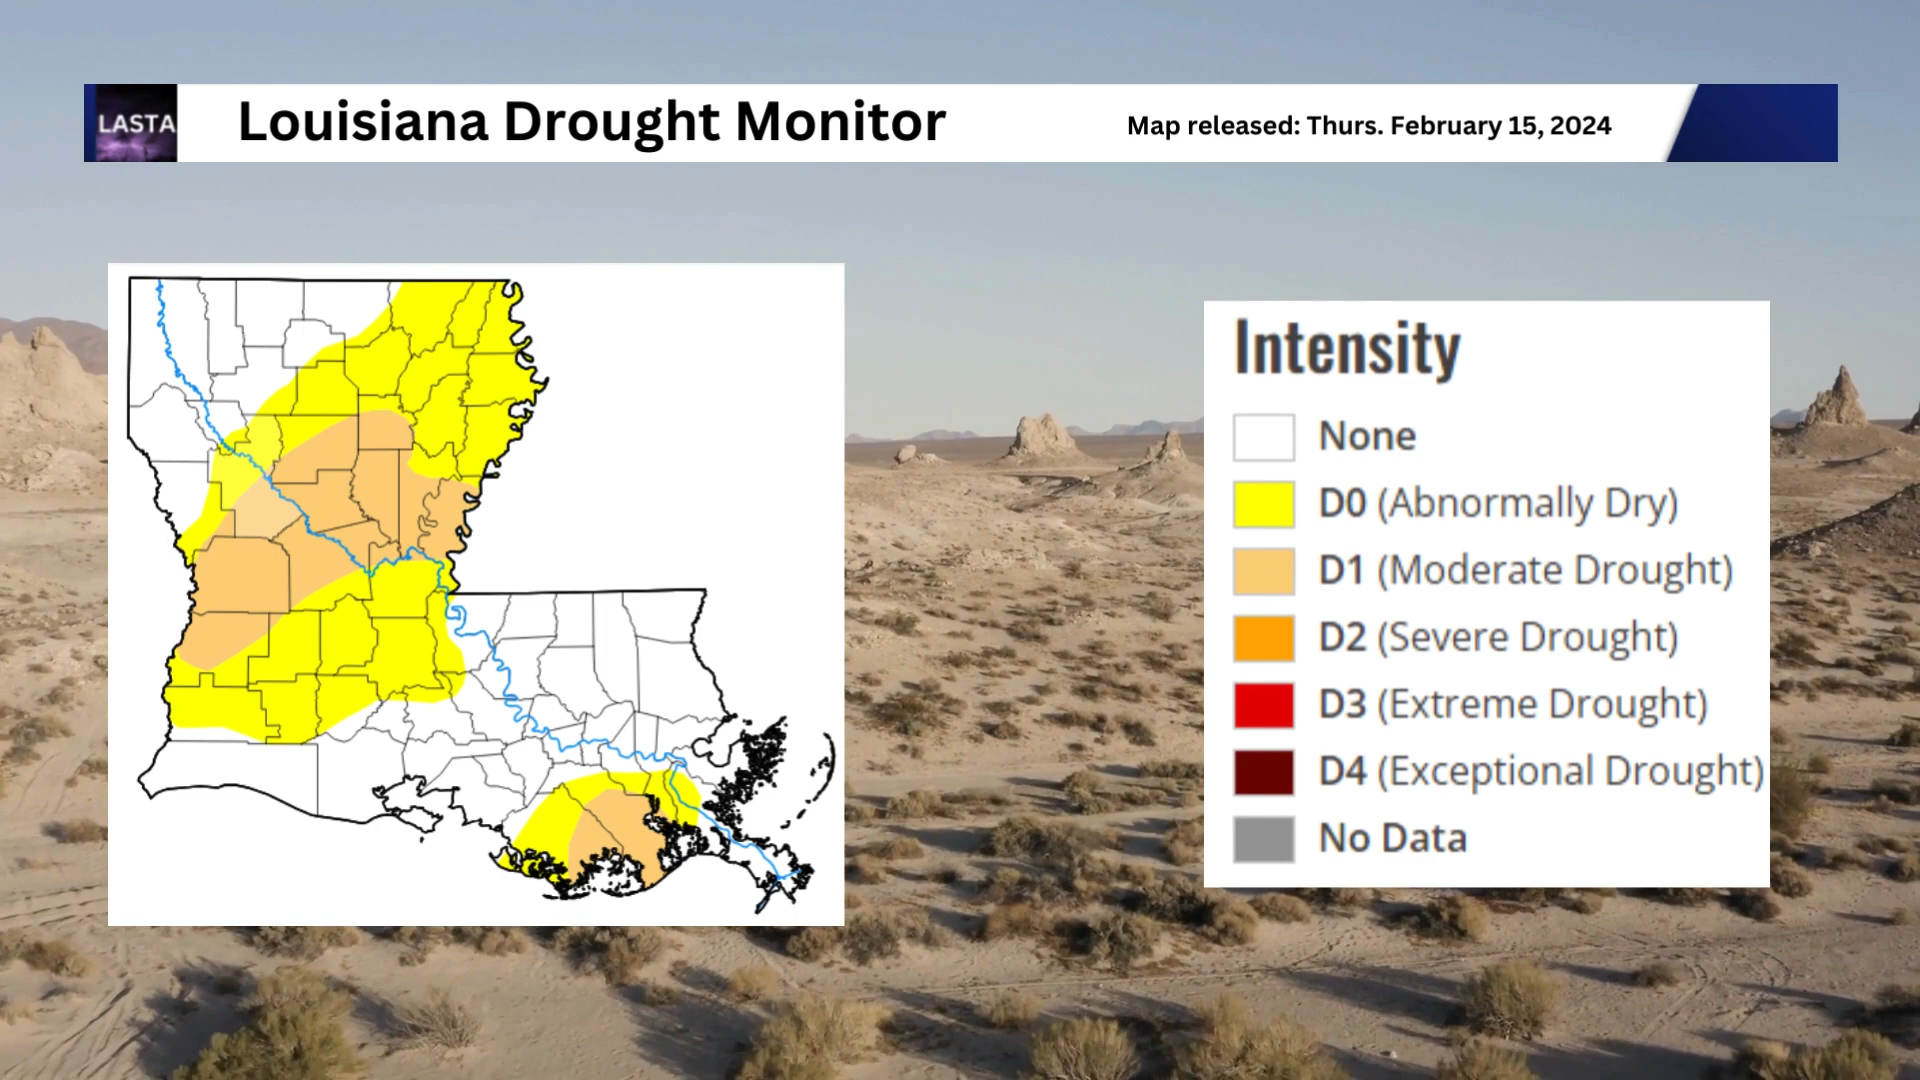 LASTA
Louisiana Drought Monitor
Map released: Thurs. February 15, 2024
Intensity
None
D0 (Abnormally Dry)
D1 (Moderate Drought)
D2 (Severe Drought)
D3 (Extreme Drought)
D4 (Exceptional Drought)
No Data